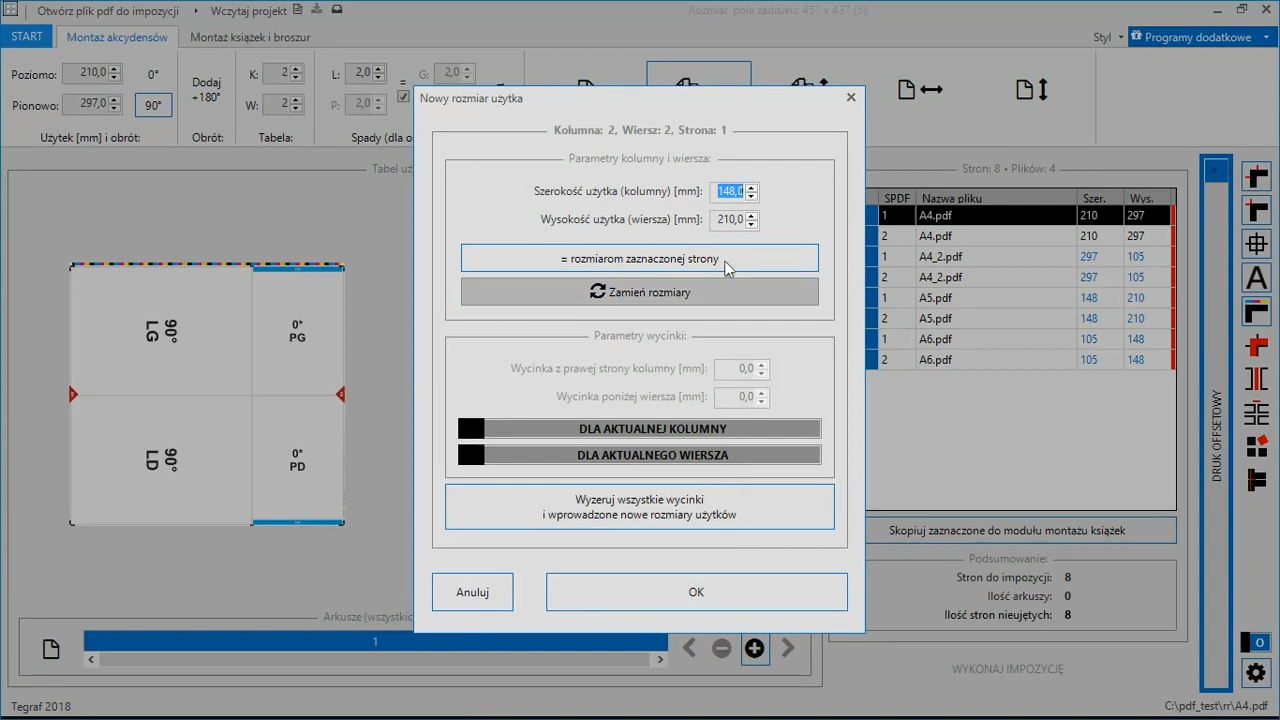 Otwórz plik pdf do impozycji
Wczytaj projekt
Rozmiar pola zadruku: 457 x 437 (5)
START
Montaż akcydensów
Montaż książek i broszur
Styl
Programy dodatkowe
Poziomo: 210,0
0°
Pionowo: 297,0
90°
Użytek [mm] i obrót:
Dodaj
+180°
Obrót:
K: 2
W: 2
Tabela:
L: 2,0
=
G: 2,0
P: 2,0
Spady (dla o
Nowy rozmiar użytka
Kolumna: 2, Wiersz: 2, Strona: 1
Parametry kolumny i wiersza:
Szerokość użytka (kolumny) [mm]: 148,0
Wysokość użytka (wiersza) [mm]: 210,0
= rozmiarom zaznaczonej strony
Zamień rozmiary
Parametry wycinki:
Wycinka z prawej strony kolumny [mm]: 0,0
Wycinka poniżej wiersza [mm]: 0,0
DLA AKTUALNEJ KOLUMNY
DLA AKTUALNEGO WIERSZA
Wyzeruj wszystkie wycinki
i wprowadzone nowe rozmiary użytków
Anuluj
OK
Tabel uż
LG
90°
0°
PG
LD
90°
0°
PD
Arkusze (wszystkic
1
Stron: 8 • Plików: 4
SPDF Nazwa pliku Szer. Wys.
1 A4.pdf 210 297
2 A4.pdf 210 297
1 A4_2.pdf 297 105
2 A4_2.pdf 297 105
1 A5.pdf 148 210
2 A5.pdf 148 210
1 A6.pdf 105 148
2 A6.pdf 105 148
Skopiuj zaznaczone do modułu montażu książek
Podsumowanie:
Stron do impozycji: 8
Ilość arkuszy: 0
Ilość stron nieujętych: 8
WYKONAJ IMPOZYCJĘ
DRUK OFFSETOWY
A
0
Tegraf 2018
C:\pdf_test\rr\A4.pdf